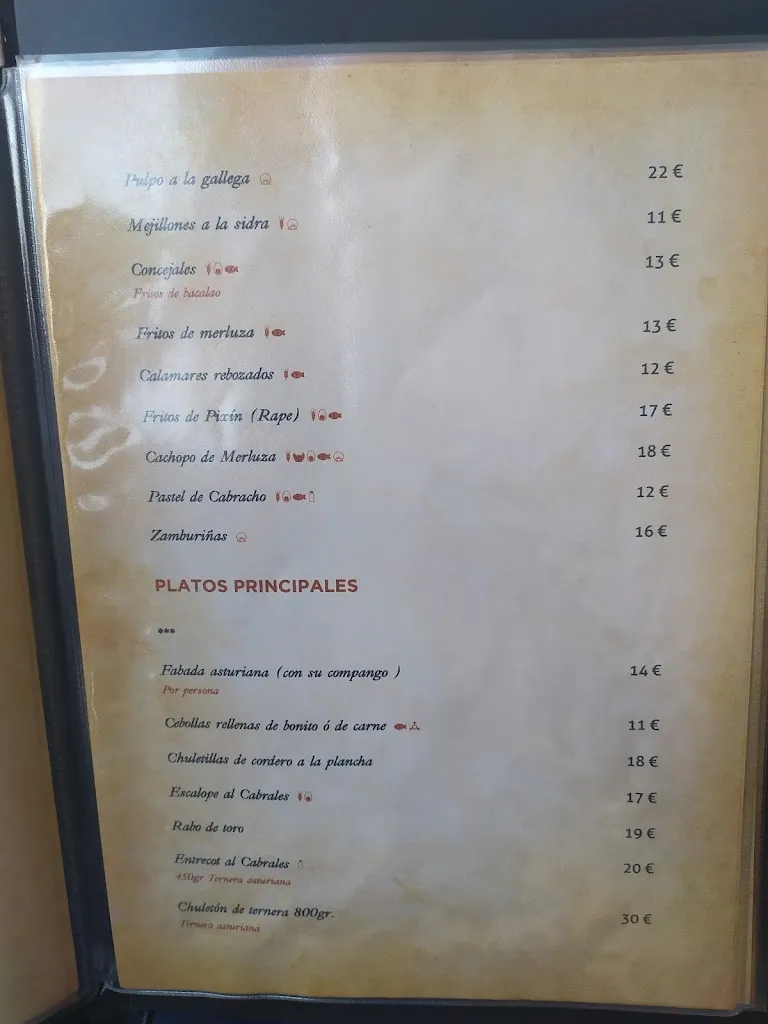 Pulpo a la gallega 22 €
Mejillones a la sidra 11 €
Concejales 13 €
Fritos de bacalao
Fritos de merluza 13 €
Calamares rebozados 12 €
Fritos de Pixín (Rape) 17 €
Cachopo de Merluza 18 €
Pastel de Cabracho 12 €
Zamburiñas 16 €
PLATOS PRINCIPALES
***
Fabada asturiana (con su compango ) 14 €
Por persona
Cebollas rellenas de bonito ó de carne 11 €
Chuletillas de cordero a la plancha 18 €
Escalope al Cabrales 17 €
Rabo de toro 19 €
Entrecot al Cabrales 20 €
450gr Ternera asturiana
Chuletón de ternera 800gr. 30 €
Ternera asturiana